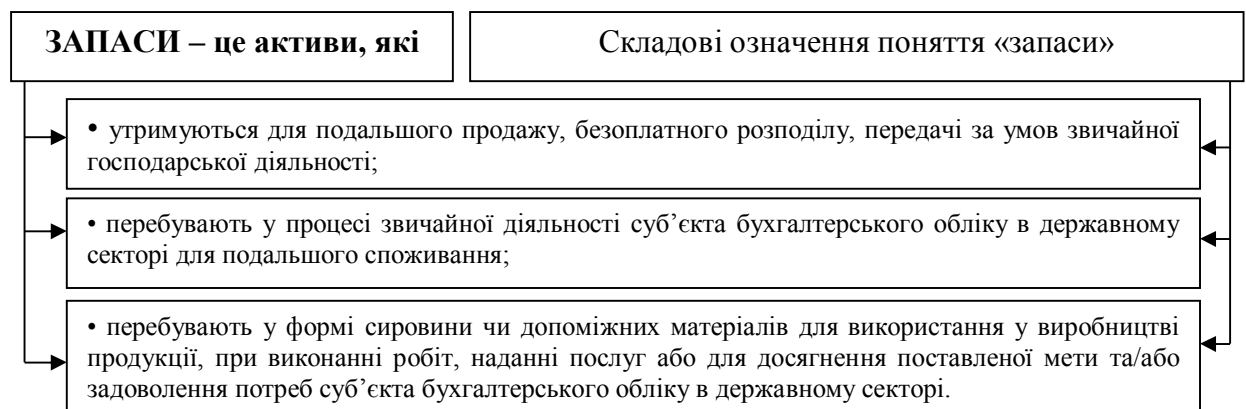 ЗАПАСИ – це активи, які
Складові означення поняття «запаси»
• утримуються для подальшого продажу, безоплатного розподілу, передачі за умов звичайної
господарської діяльності;
• перебувають у процесі звичайної діяльності суб’єкта бухгалтерського обліку в державному
секторі для подальшого споживання;
• перебувають у формі сировини чи допоміжних матеріалів для використання у виробництві
продукції, при виконанні робіт, наданні послуг або для досягнення поставленої мети та/або
задоволення потреб суб’єкта бухгалтерського обліку в державному секторі.